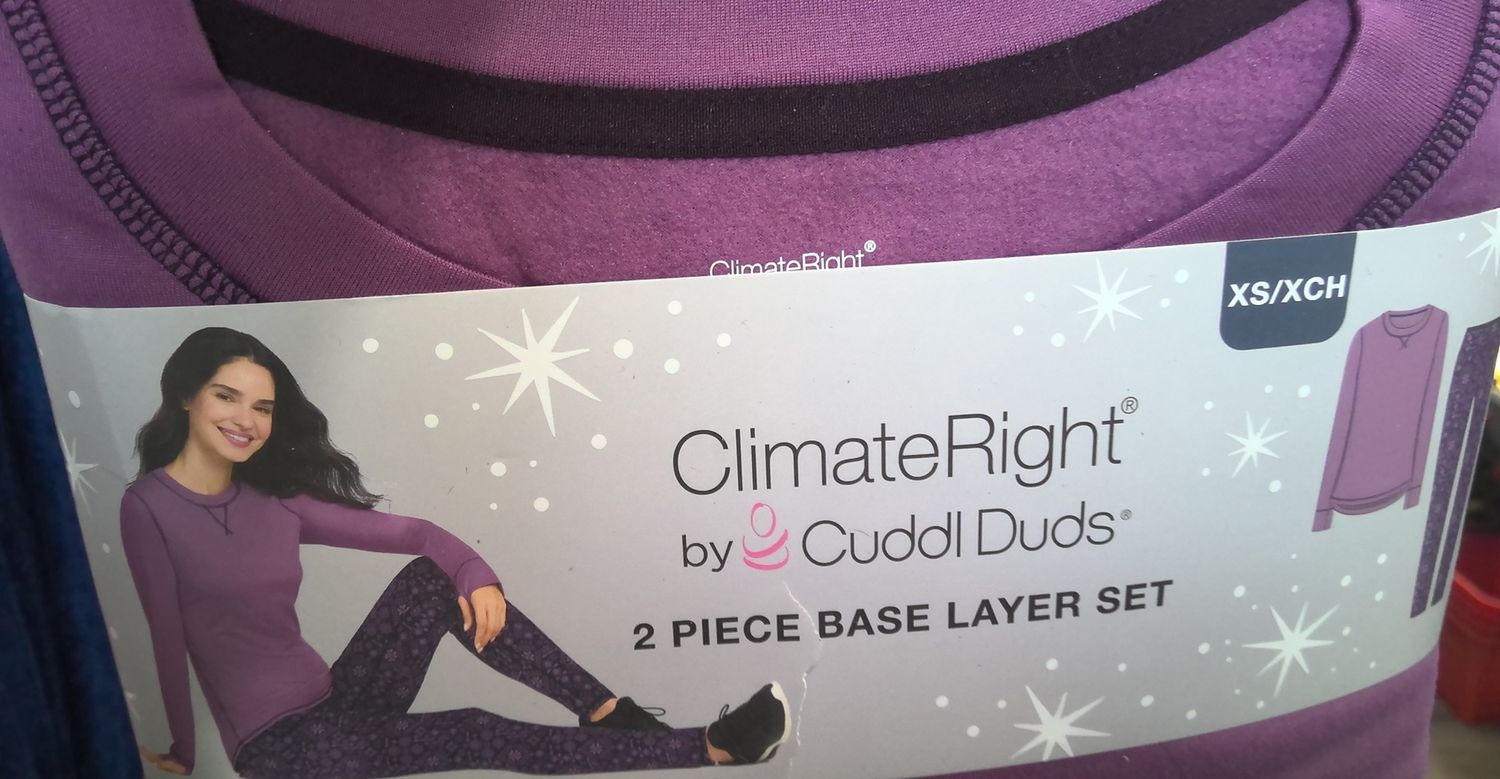 ClimateRight®
XS/XCH
ClimateRight®
by Cuddl Duds®
2 PIECE BASE LAYER SET